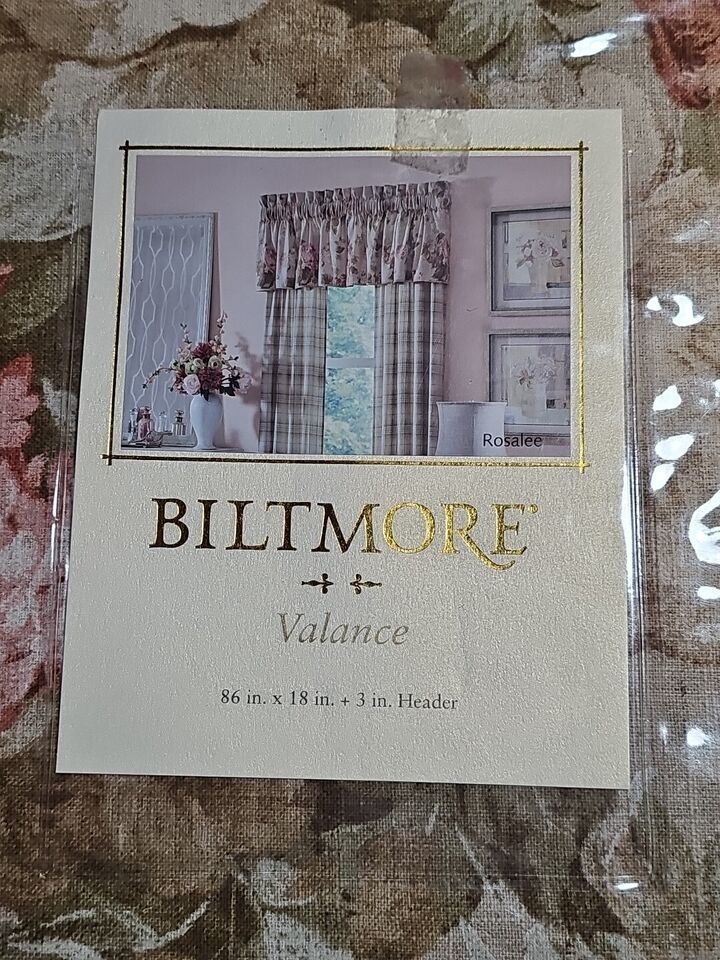 Rosalee
BILTMORE®
Valance
86 in. x 18 in. + 3 in. Header